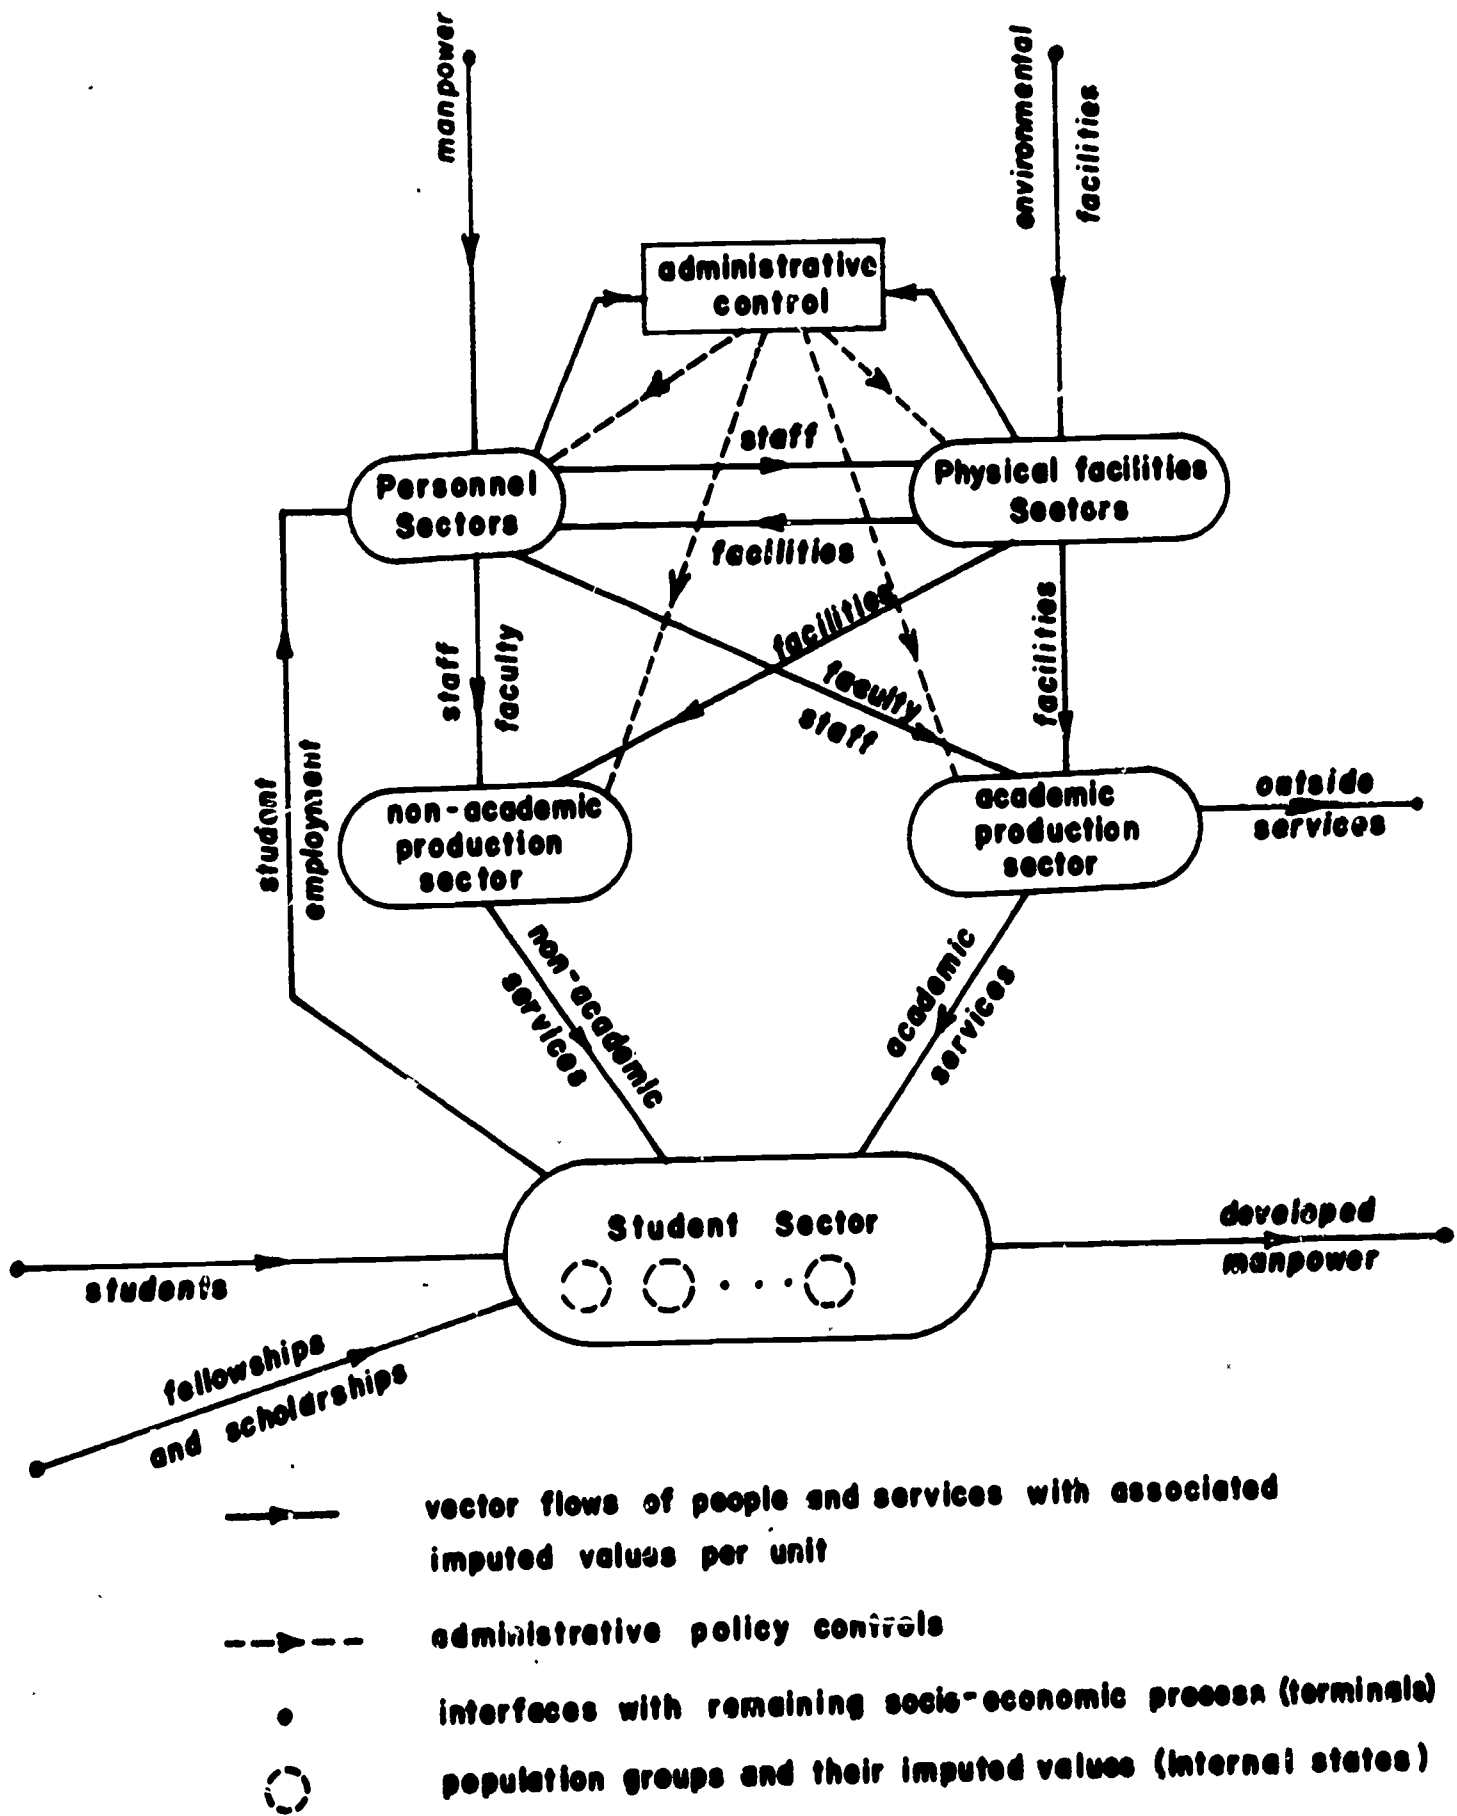 manpower
environmental
facilities
administrative
control
staff
Personnel
Sectors
Physical facilities
Sectors
facilities
staff
faculty
facilities
faculty
staff
facilities
student
employment
non-academic
production
sector
academic
production
sector
outside
services
non-academic
services
academic
services
Student Sector
students
developed
manpower
fellowships
and scholarships
vector flows of people and services with associated
imputed values per unit
administrative policy controls
interfaces with remaining socio-economic process (terminals)
population groups and their imputed values (internal states)